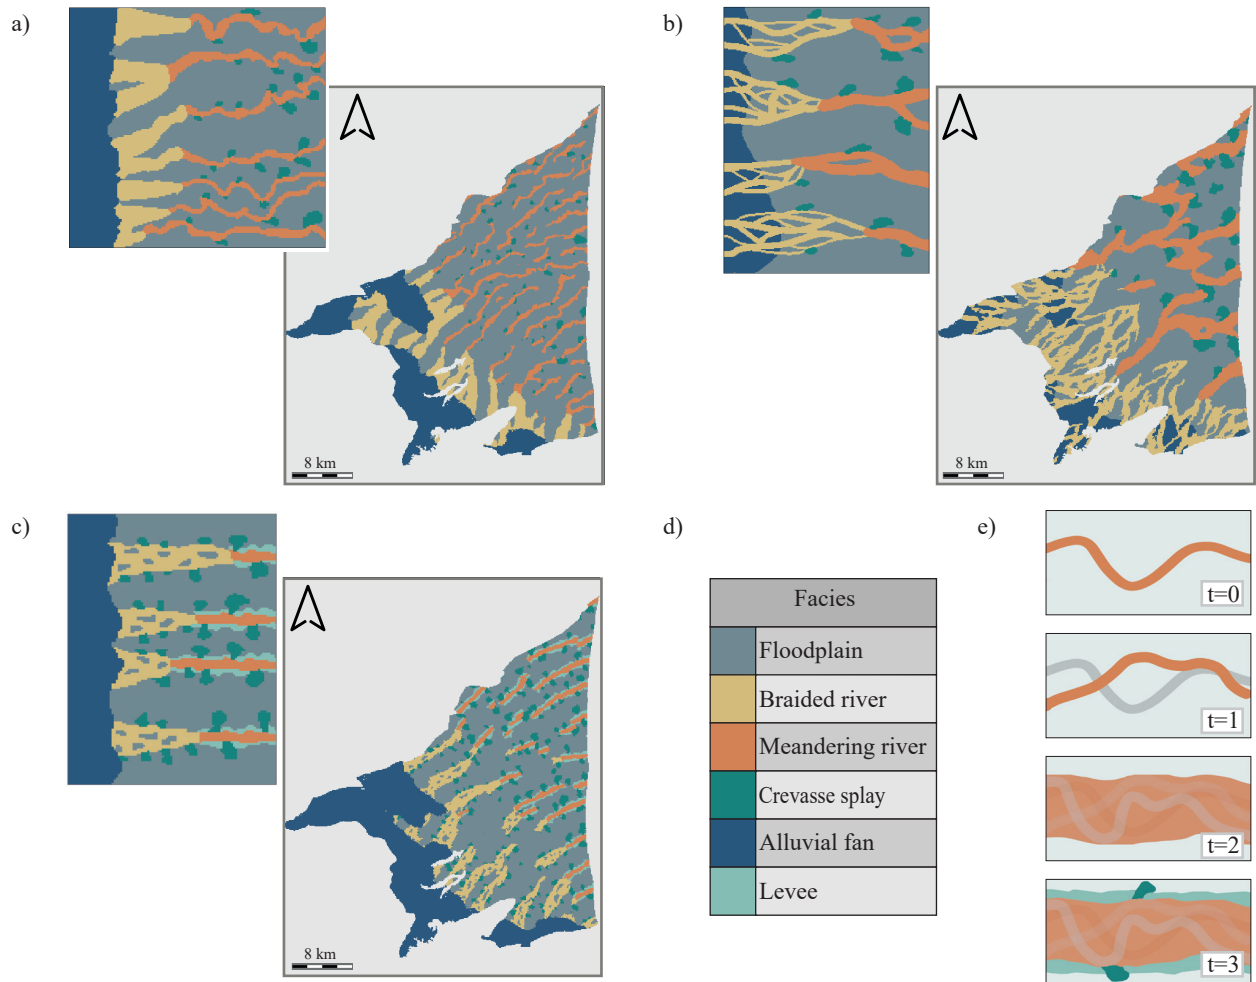 a)
b)
8 km
8 km
c)
8 km
d)
Facies
Floodplain
Braided river
Meandering river
Crevasse splay
Alluvial fan
Levee
e)
t=0
t=1
t=2
t=3